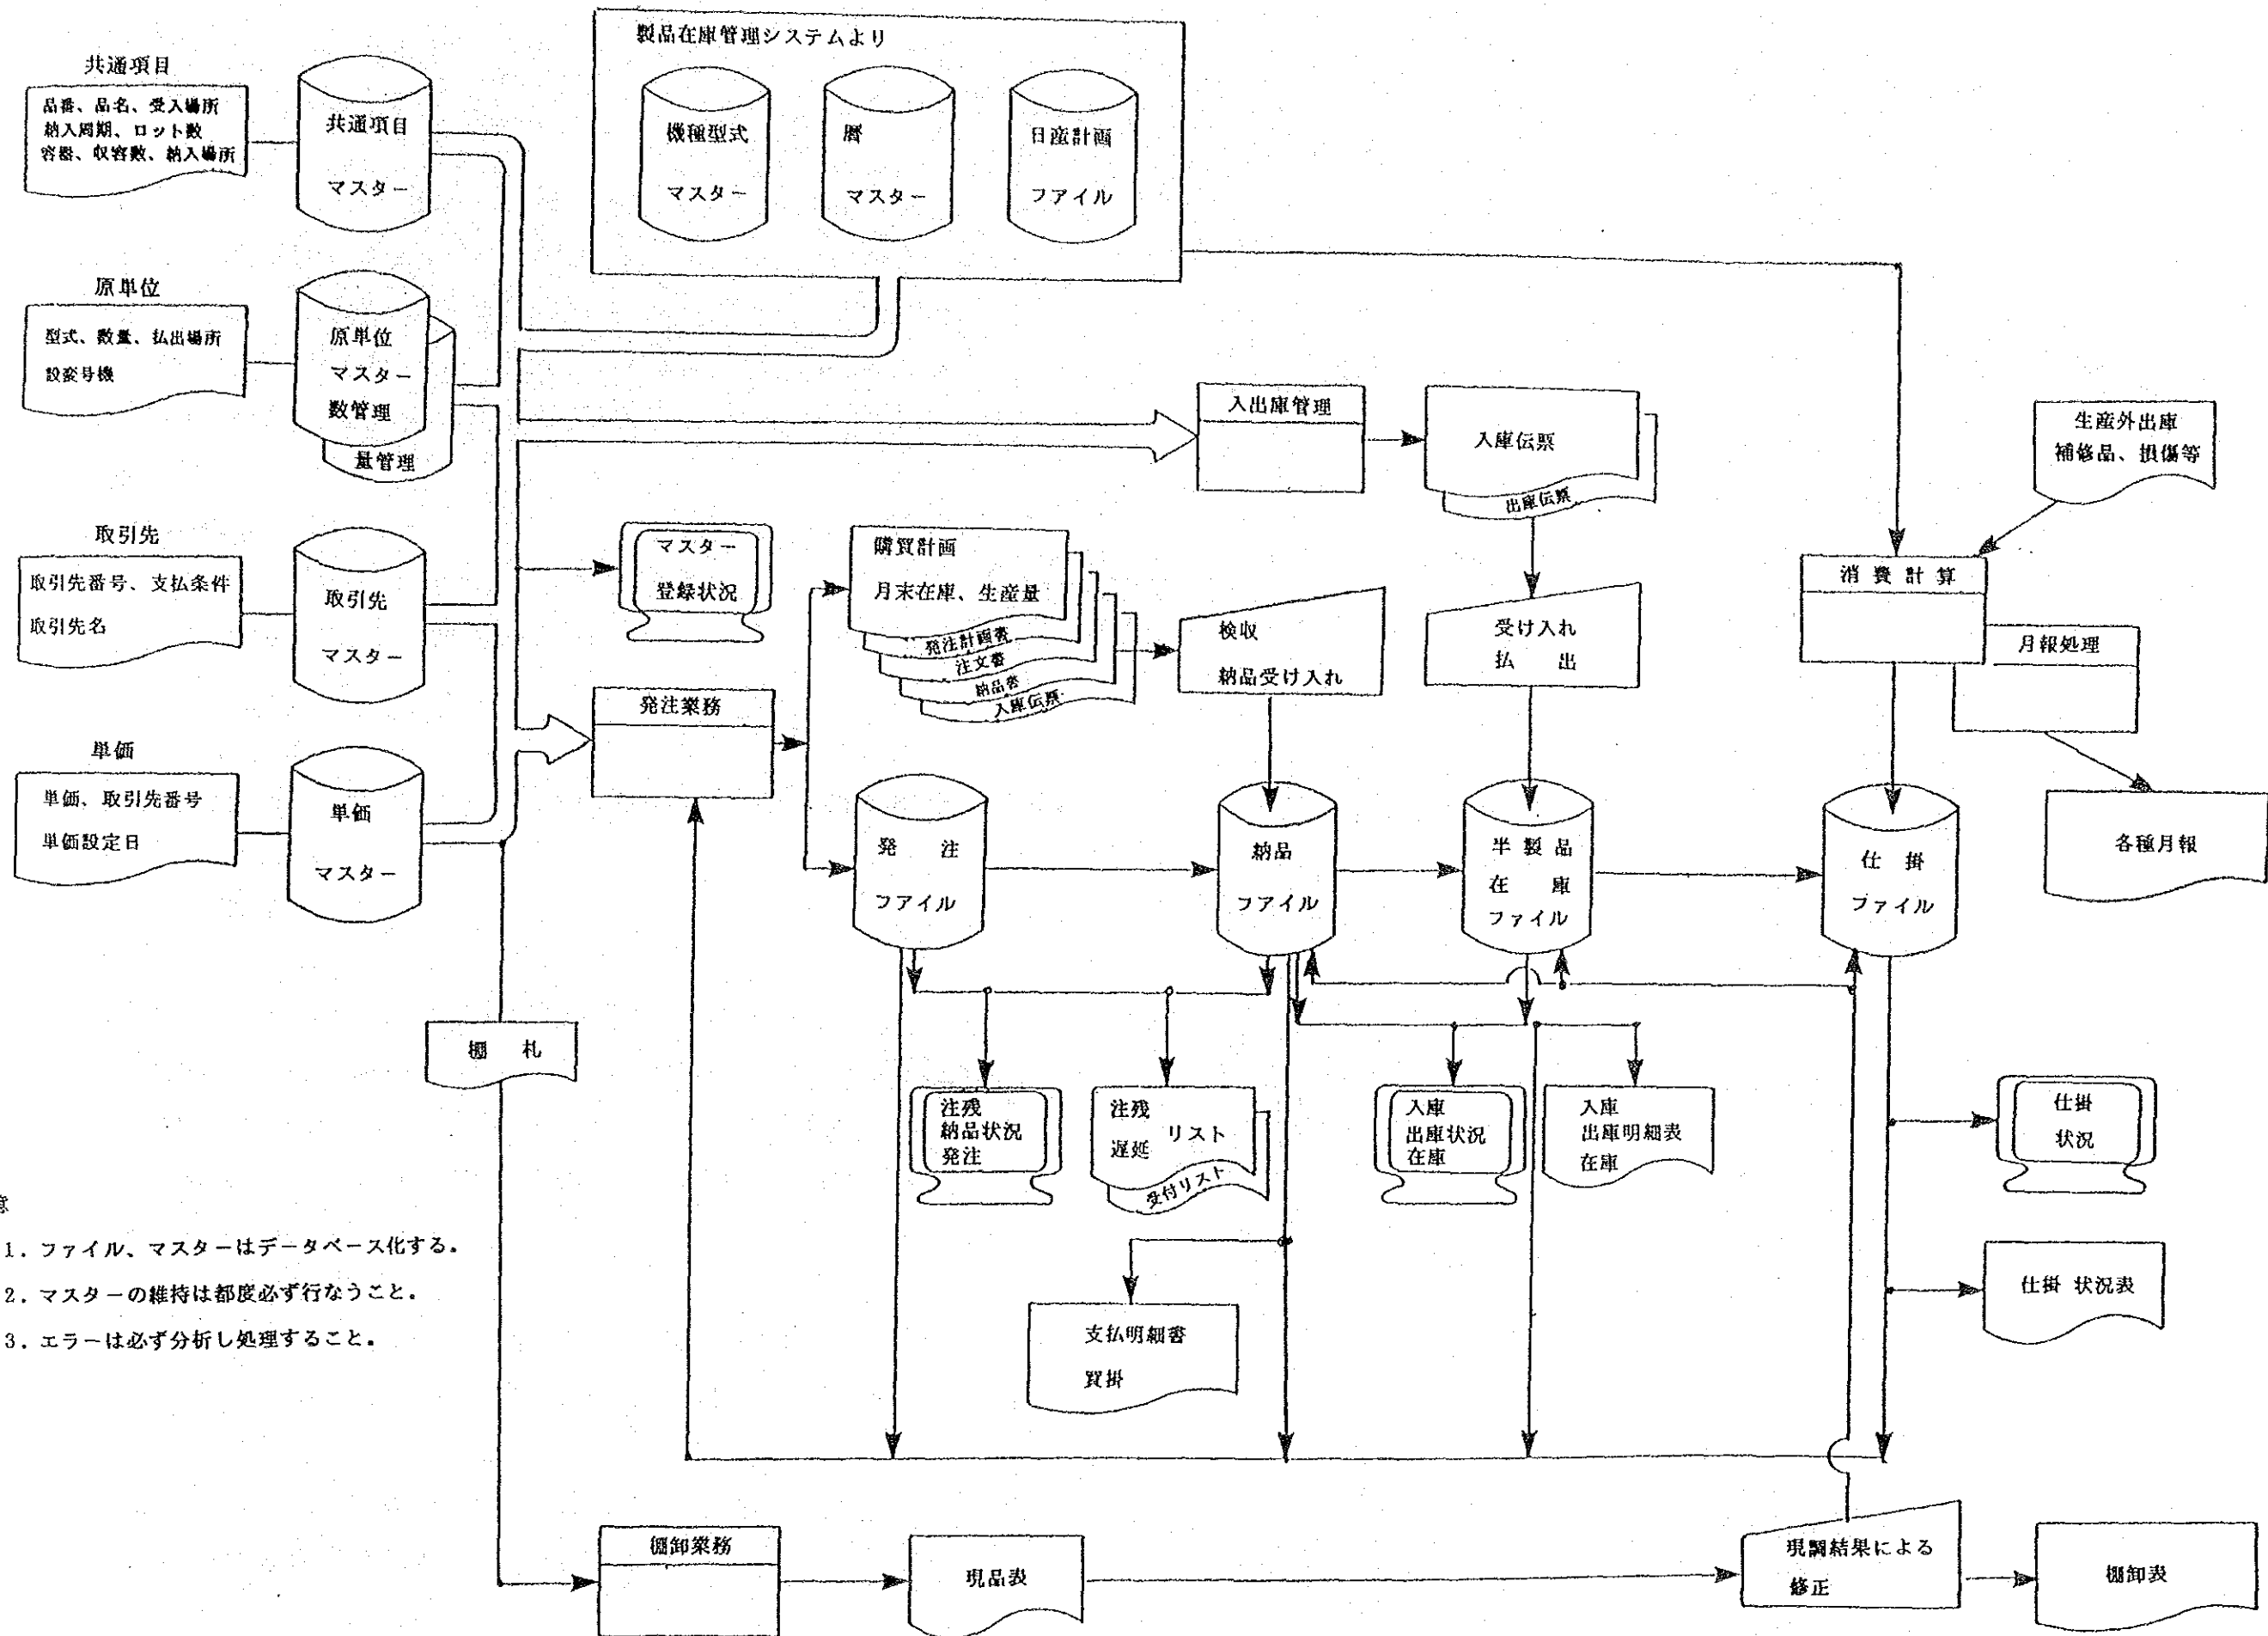 製品在庫管理システムより
機種型式
マスター
暦
マスター
日産計画
フアイル
共通項目
品番、品名、受入場所
納入周期、ロット数
容器、収容数、納入場所
共通項目
マスター
原単位
型式、数量、払出場所
設変号機
原単位
マスター
数管理
量管理
取引先
取引先番号、支払条件
取引先名
取引先
マスター
単価
単価、取引先番号
単価設定日
単価
マスター
入出庫管理
入庫伝票
出庫伝票
生産外出庫
補修品、損傷等
マスター
登録状況
購買計画
月末在庫、生産量
発注計画書
注文書
納品書
入庫伝票
検収
納品受け入れ
受け入れ
払 出
消費計算
月報処理
各種月報
発注業務
発 注
ファイル
納品
フアイル
半製品
在 庫
ファイル
仕 掛
ファイル
棚 札
注残
納品状況
発注
注残
遅延 リスト
受付リスト
入庫
出庫状況
在庫
入庫
出庫明細表
在庫
仕掛
状況
仕掛 状況表
支払明細書
買掛
意
1. ファイル、マスターはデータベース化する。
2. マスターの維持は都度必ず行なうこと。
3. エラーは必ず分析し処理すること。
棚卸業務
現品表
現調結果による
修正
棚卸表